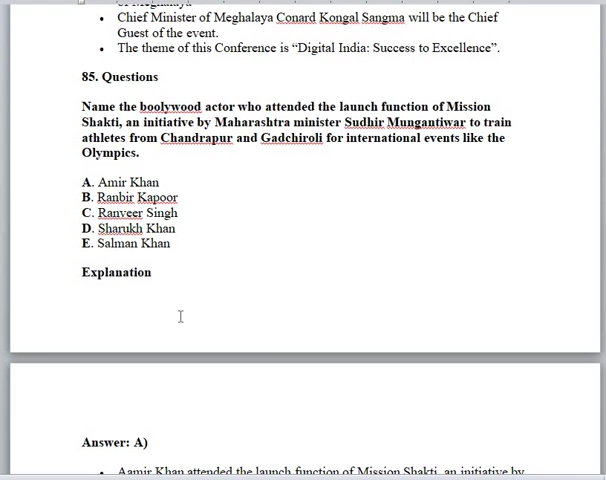 • Chief Minister of Meghalaya Conard Kongal Sangma will be the Chief
Guest of the event.
• The theme of this Conference is “Digital India: Success to Excellence”.
85. Questions
Name the boolywood actor who attended the launch function of Mission
Shakti, an initiative by Maharashtra minister Sudhir Mungantiwar to train
athletes from Chandrapur and Gadchiroli for international events like the
Olympics.
A. Amir Khan
B. Ranbir Kapoor
C. Ranveer Singh
D. Sharukh Khan
E. Salman Khan
Explanation
Answer: A)
• Aamir Khan attended the launch function of Mission Shakti, an initiative by